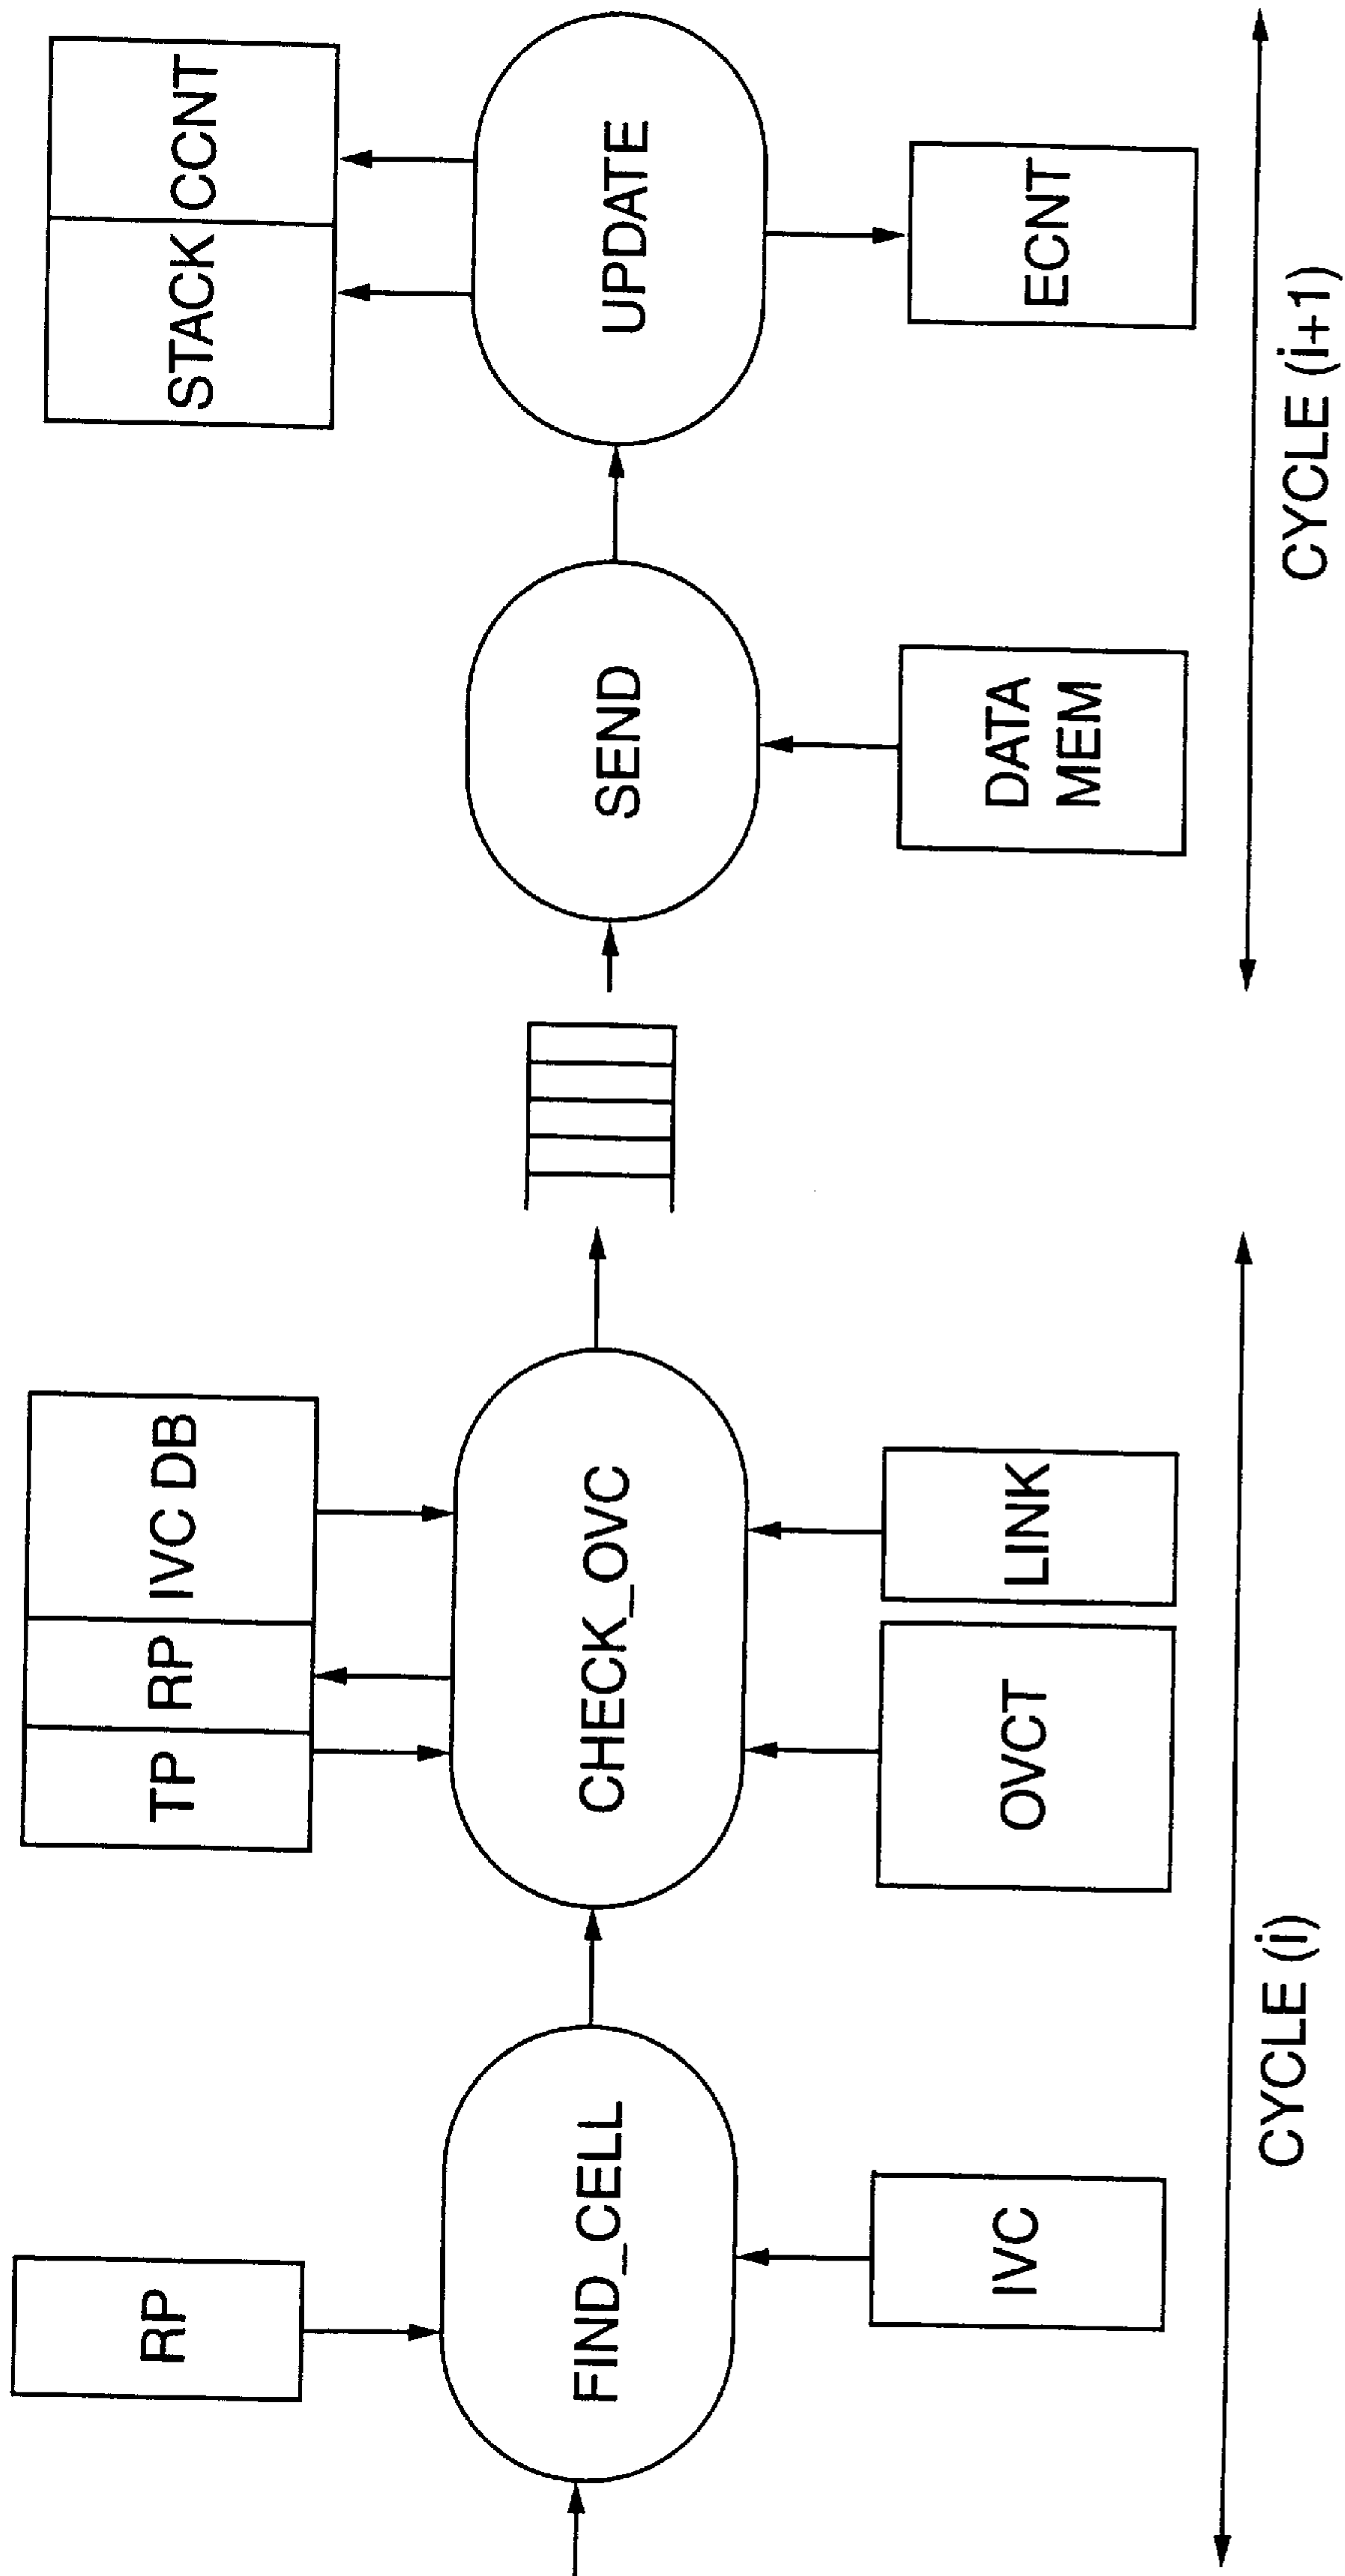 RP
TP
RP
IVC DB
STACK
CCNT
FIND_CELL
CHECK_OVC
SEND
UPDATE
IVC
OVCT
LINK
DATA
MEM
ECNT
CYCLE (i)
CYCLE (i+1)